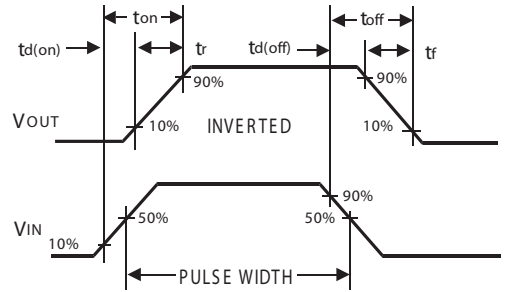 ton toff
td(on) tr td(off) tf
90% 90%
VOUT 10% INVERTED 10%
90%
50% 50%
VIN
10%
PULSE WIDTH